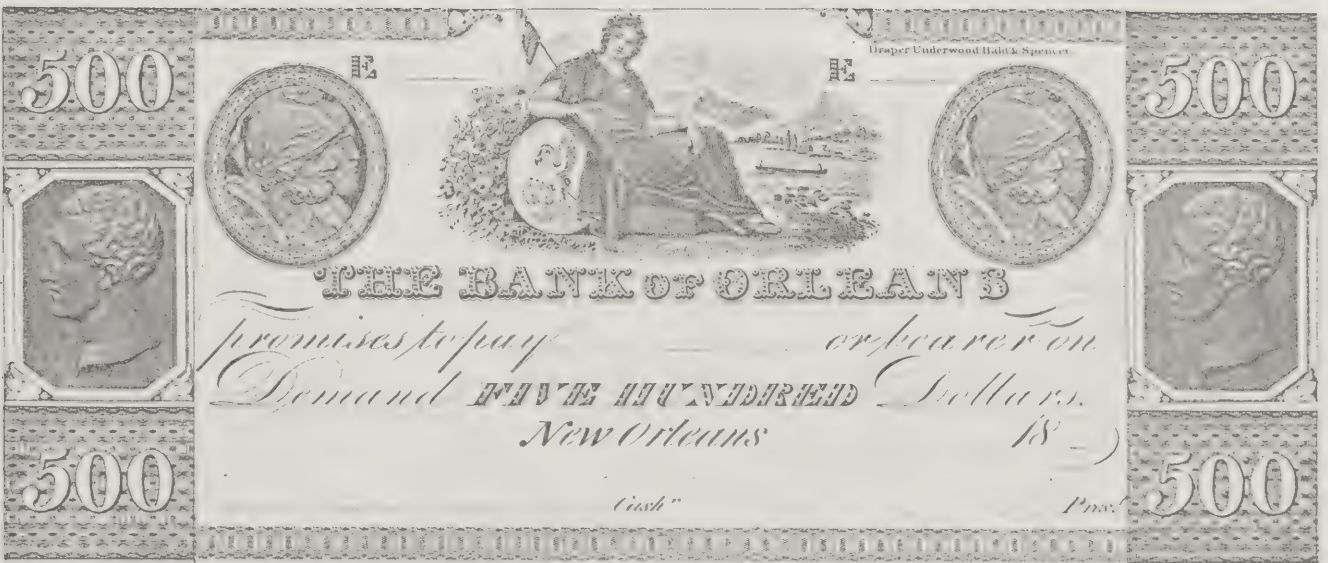 500
500
Draper Underwood Bald & Spencer
E
E
THE BANK OF ORLEANS
promises to pay or bearer on
Demand FIVE HUNDRED Dollars.
New Orleans 18
500
Cash.r
Pres.t
500